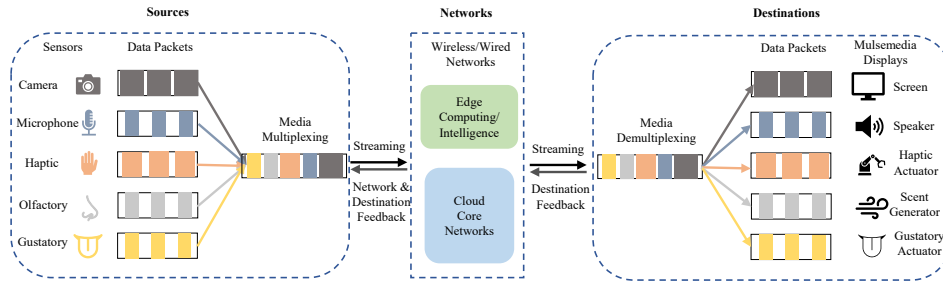 Sources
Networks
Destinations
Sensors
Data Packets
Camera
Microphone
Haptic
Olfactory
Gustatory
Media
Multiplexing
Streaming
Network &
Destination
Feedback
Wireless/Wired
Networks
Edge
Computing/
Intelligence
Cloud
Core
Networks
Streaming
Destination
Feedback
Media
Demultiplexing
Data Packets
Mulsemedia
Displays
Screen
Speaker
Haptic
Actuator
Scent
Generator
Gustatory
Actuator